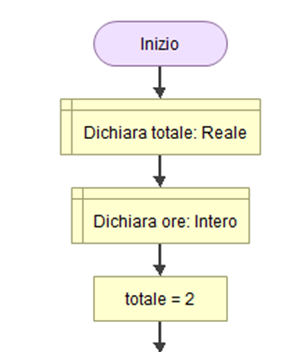 Inizio
Dichiara totale: Reale
Dichiara ore: Intero
totale = 2